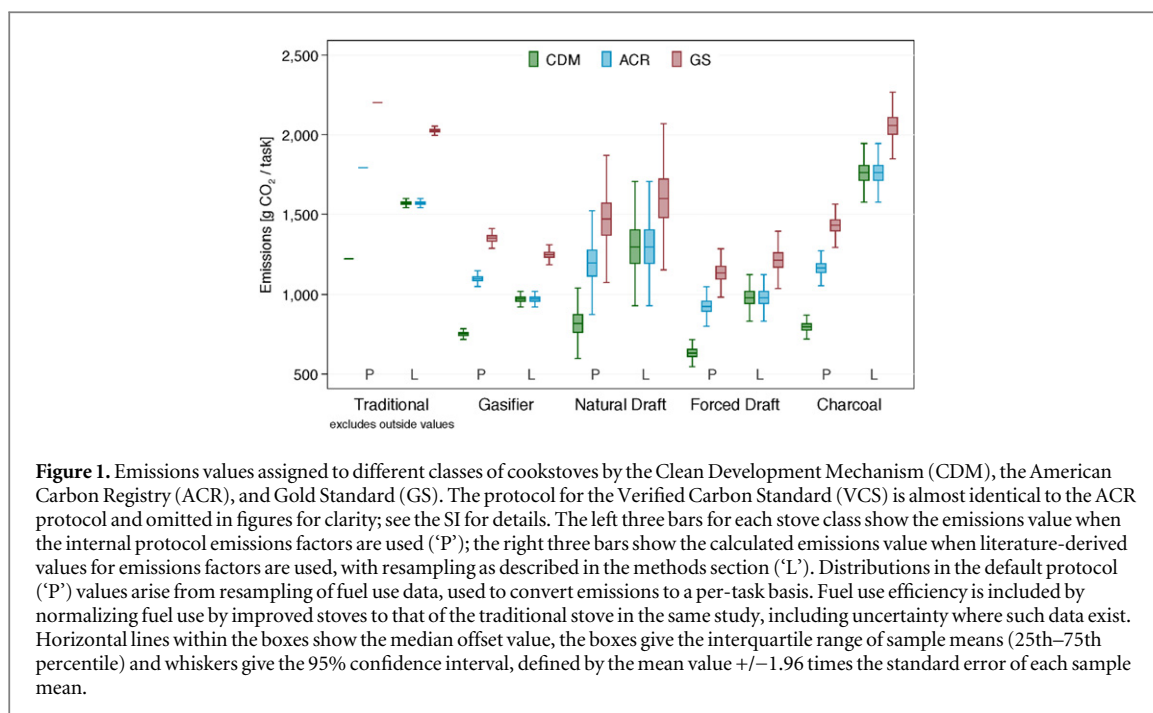 2,500
CDM ACR GS
2,000
1,500
1,000
500
Emissions [g CO2 / task]
P L P L P L P L P L
Traditional Gasifier Natural Draft Forced Draft Charcoal
excludes outside values
Figure 1. Emissions values assigned to different classes of cookstoves by the Clean Development Mechanism (CDM), the American
Carbon Registry (ACR), and Gold Standard (GS). The protocol for the Verified Carbon Standard (VCS) is almost identical to the ACR
protocol and omitted in figures for clarity; see the SI for details. The left three bars for each stove class show the emissions value when
the internal protocol emissions factors are used (‘P’); the right three bars show the calculated emissions value when literature-derived
values for emissions factors are used, with resampling as described in the methods section (‘L’). Distributions in the default protocol
(‘P’) values arise from resampling of fuel use data, used to convert emissions to a per-task basis. Fuel use efficiency is included by
normalizing fuel use by improved stoves to that of the traditional stove in the same study, including uncertainty where such data exist.
Horizontal lines within the boxes show the median offset value, the boxes give the interquartile range of sample means (25th–75th
percentile) and whiskers give the 95% confidence interval, defined by the mean value +/−1.96 times the standard error of each sample
mean.